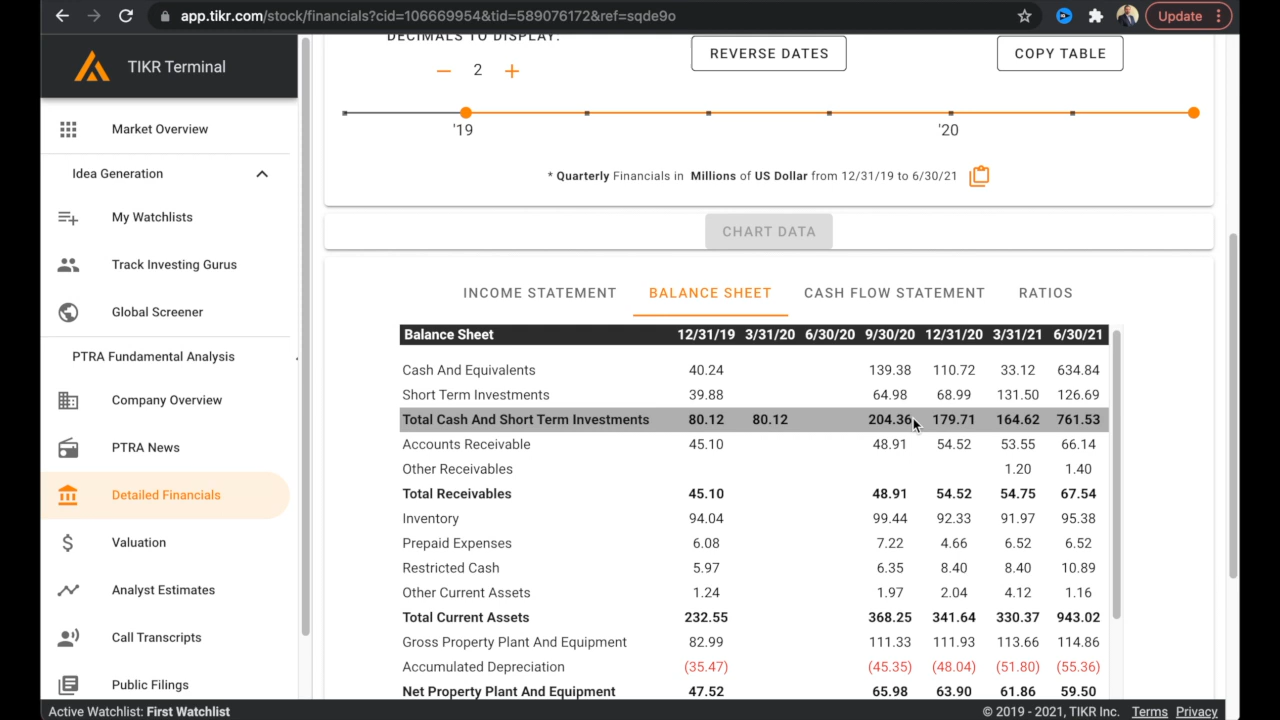 app.tikr.com/stock/financials?cid=106669954&tid=589076172&ref=sqde9o
Update
TIKR Terminal
Market Overview
Idea Generation
My Watchlists
Track Investing Gurus
Global Screener
PTRA Fundamental Analysis
Company Overview
PTRA News
Detailed Financials
Valuation
Analyst Estimates
Call Transcripts
Public Filings
DECIMALS TO DISPLAY:
2
REVERSE DATES
COPY TABLE
'19
'20
* Quarterly Financials in Millions of US Dollar from 12/31/19 to 6/30/21
CHART DATA
INCOME STATEMENT BALANCE SHEET CASH FLOW STATEMENT RATIOS
Balance Sheet 12/31/19 3/31/20 6/30/20 9/30/20 12/31/20 3/31/21 6/30/21
Cash And Equivalents 40.24 139.38 110.72 33.12 634.84
Short Term Investments 39.88 64.98 68.99 131.50 126.69
Total Cash And Short Term Investments 80.12 80.12 204.36 179.71 164.62 761.53
Accounts Receivable 45.10 48.91 54.52 53.55 66.14
Other Receivables 1.20 1.40
Total Receivables 45.10 48.91 54.52 54.75 67.54
Inventory 94.04 99.44 92.33 91.97 95.38
Prepaid Expenses 6.08 7.22 4.66 6.52 6.52
Restricted Cash 5.97 6.35 8.40 8.40 10.89
Other Current Assets 1.24 1.97 2.04 4.12 1.16
Total Current Assets 232.55 368.25 341.64 330.37 943.02
Gross Property Plant And Equipment 82.99 111.33 111.93 113.66 114.86
Accumulated Depreciation (35.47) (45.35) (48.04) (51.80) (55.36)
Net Property Plant And Equipment 47.52 65.98 63.90 61.86 59.50
Active Watchlist: First Watchlist
© 2019 - 2021, TIKR Inc. Terms Privacy